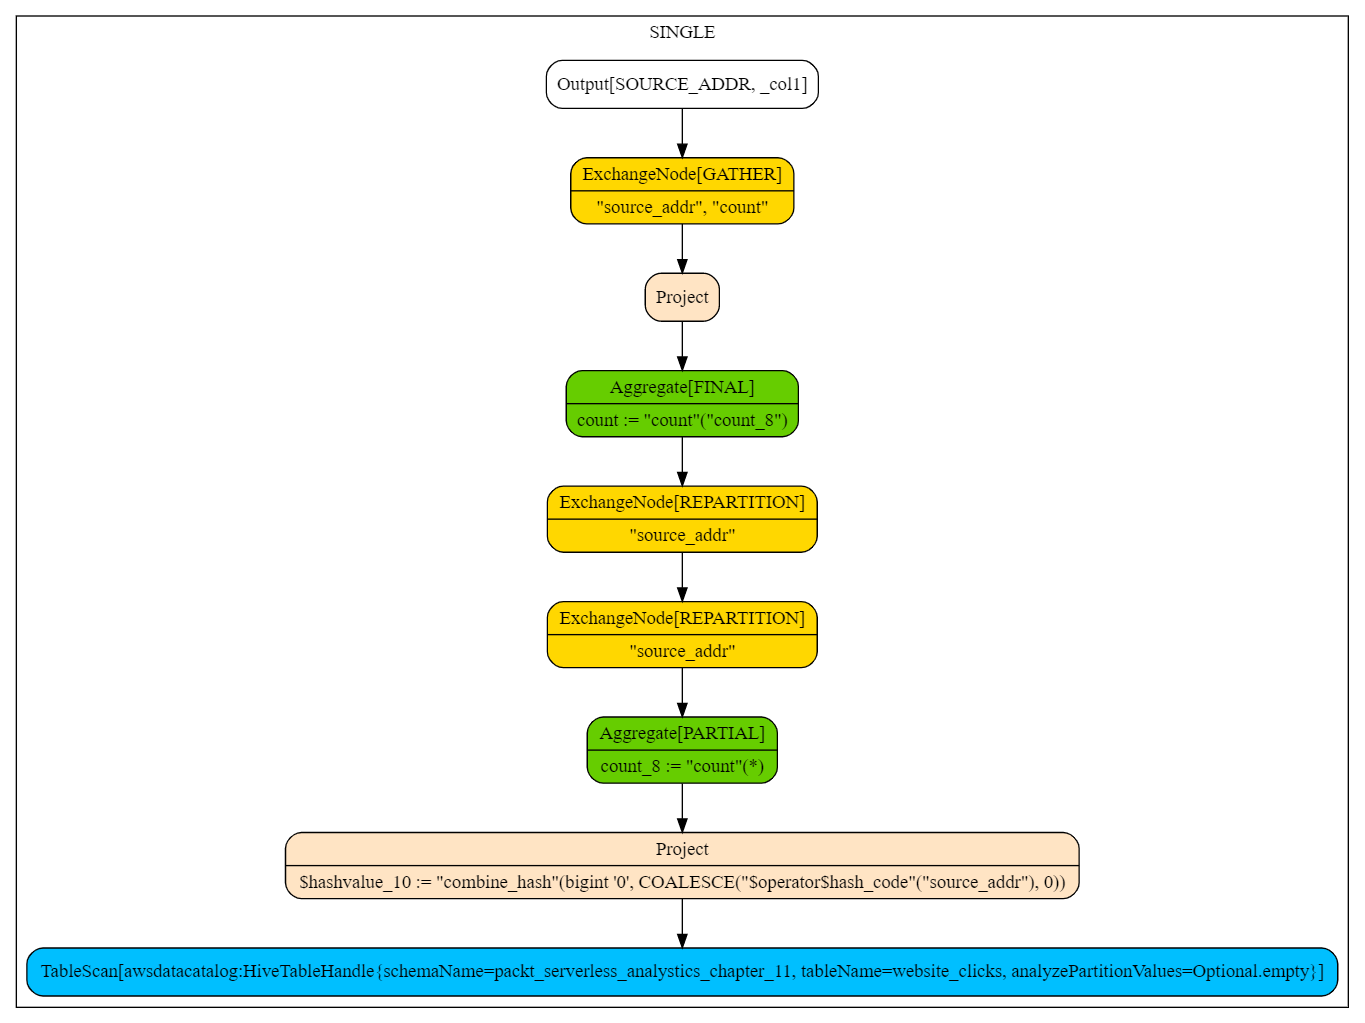 SINGLE
Output[SOURCE_ADDR, _col1]
ExchangeNode[GATHER]
"source_addr", "count"
Project
Aggregate[FINAL]
count := "count"("count_8")
ExchangeNode[REPARTITION]
"source_addr"
ExchangeNode[REPARTITION]
"source_addr"
Aggregate[PARTIAL]
count_8 := "count"(*)
Project
$hashvalue_10 := "combine_hash"(bigint '0', COALESCE("$operator$hash_code"("source_addr"), 0))
TableScan[awsdatacatalog:HiveTableHandle{schemaName=packt_serverless_analystics_chapter_11, tableName=website_clicks, analyzePartitionValues=Optional.empty}]